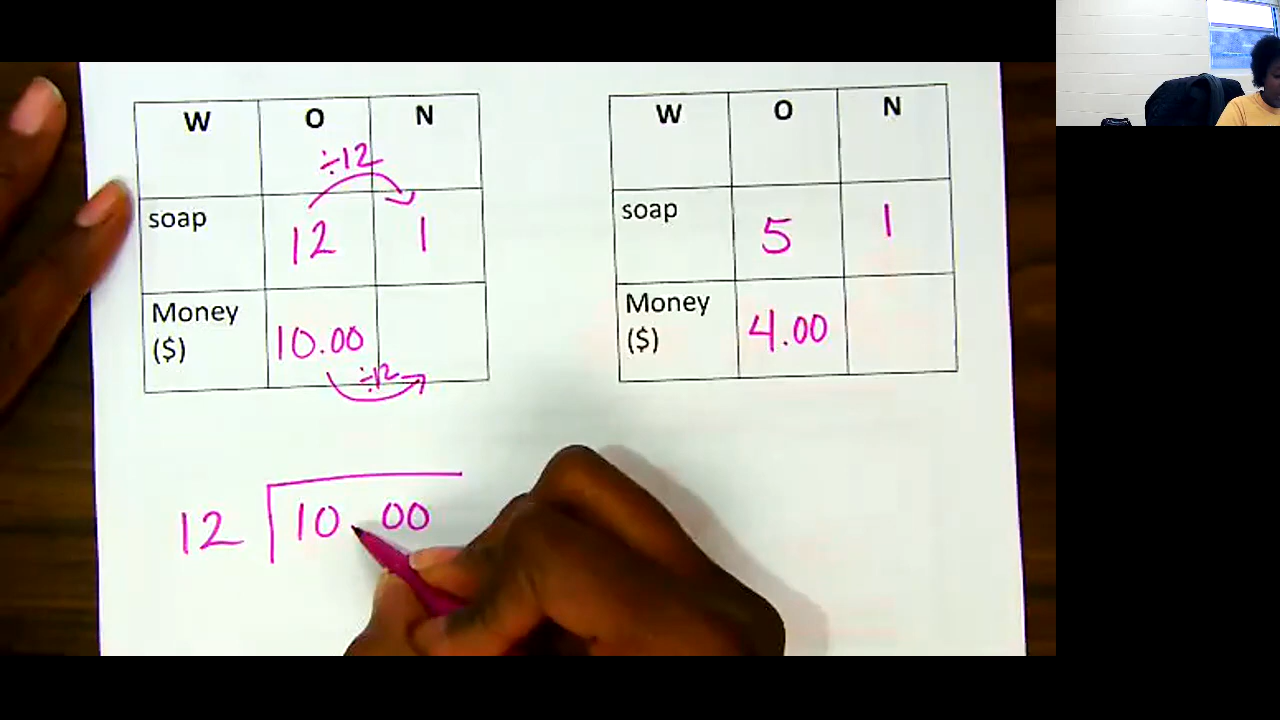 W O N
÷12
soap 12 1
Money
($) 10.00
÷12
W O N
soap 5 1
Money
($) 4.00
12 10.00